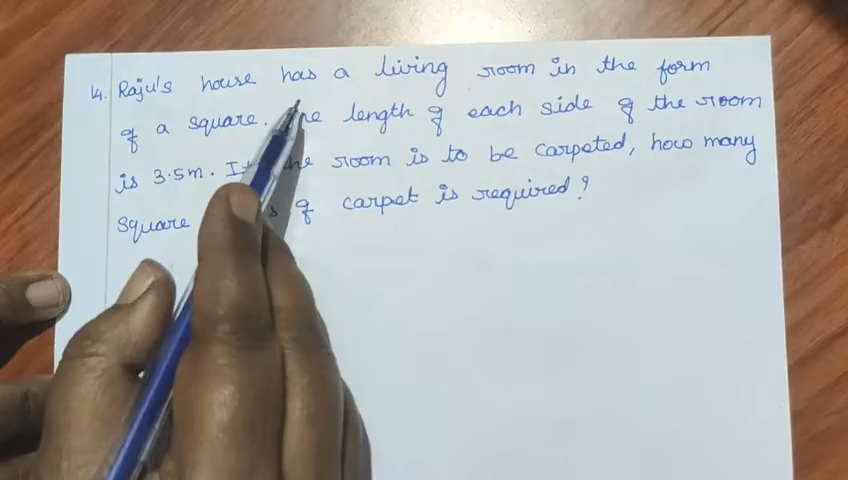 14. Raju's house has a living room in the form
of a square. The length of each side of the room
is 3.5m. If the room is to be carpeted, how many
square of carpet is required?